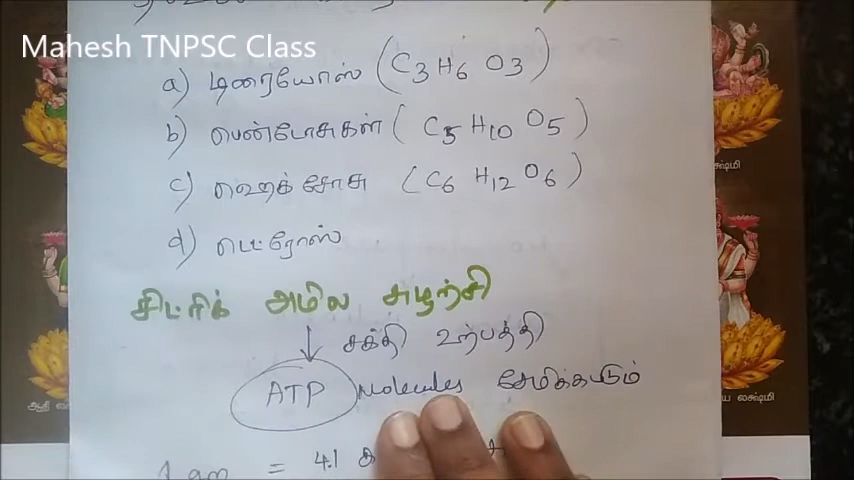 Mahesh TNPSC Class
a) டிரையோஸ் (C3 H6 O3)
b) பென்டோசுகள் (C5 H10 O5)
c) ஹெக்சோசு (C6 H12 O6)
d) டெட்ரோஸ்
சிட்ரிக் அமில சுழற்சி
↓ சக்தி உற்பத்தி
ATP Molecules சேமிக்கபடும்
= 4.1